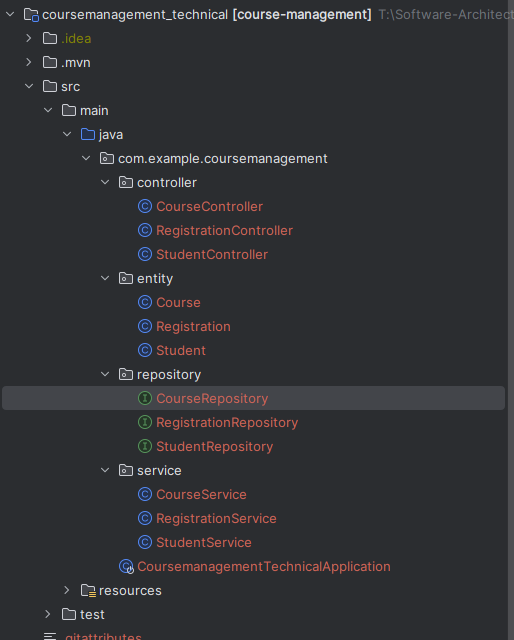 coursemanagement_technical [course-management] T:\Software-Architect
.idea
.mvn
src
main
java
com.example.coursemanagement
controller
CourseController
RegistrationController
StudentController
entity
Course
Registration
Student
repository
CourseRepository
RegistrationRepository
StudentRepository
service
CourseService
RegistrationService
StudentService
CoursemanagementTechnicalApplication
resources
test
.gitattributes